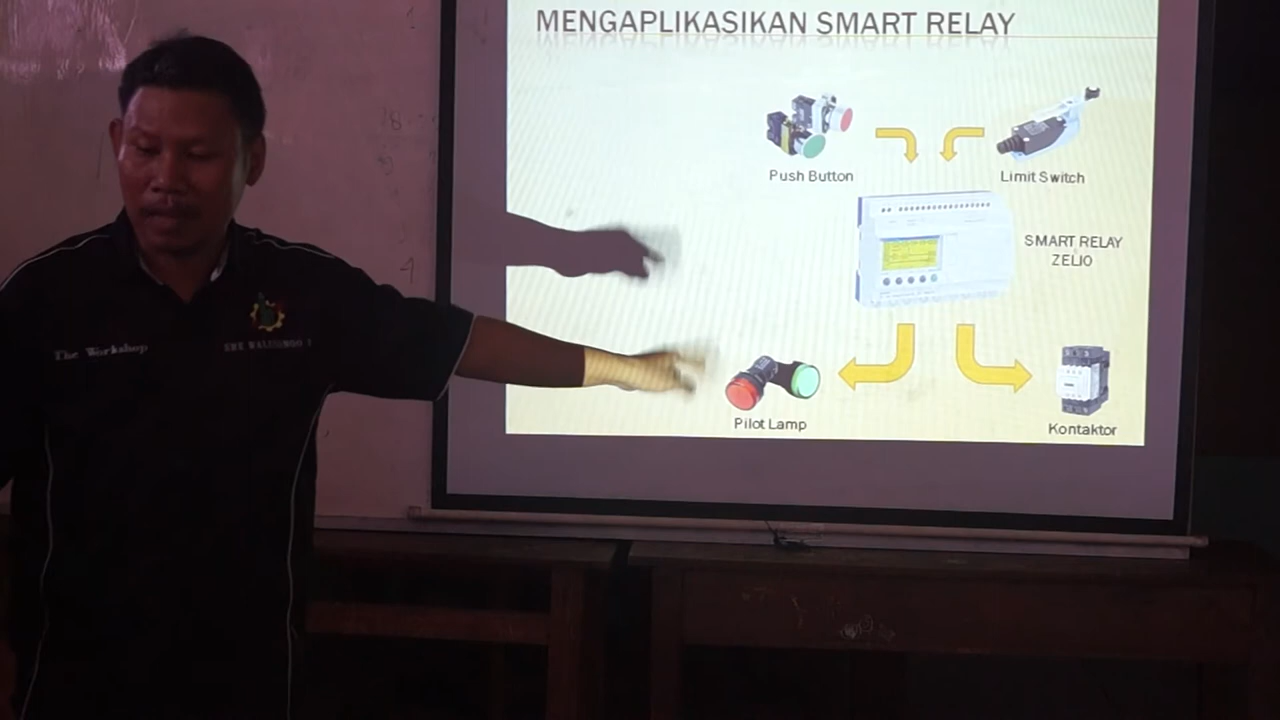 MENGAPLIKASIKAN SMART RELAY
Push Button
Limit Switch
SMART RELAY
ZELIO
Pilot Lamp
Kontaktor
The Workshop